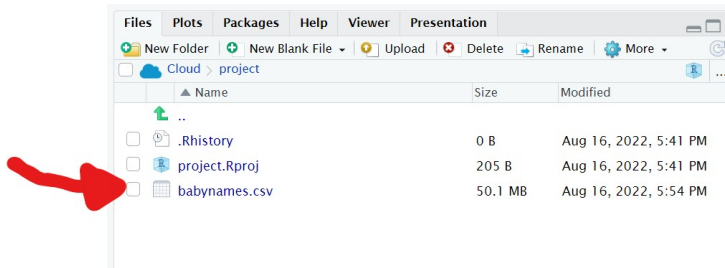 Files Plots Packages Help Viewer Presentation
New Folder New Blank File Upload Delete Rename More
Cloud > project R ...
Name Size Modified
..
.Rhistory 0 B Aug 16, 2022, 5:41 PM
R project.Rproj 205 B Aug 16, 2022, 5:41 PM
babynames.csv 50.1 MB Aug 16, 2022, 5:54 PM